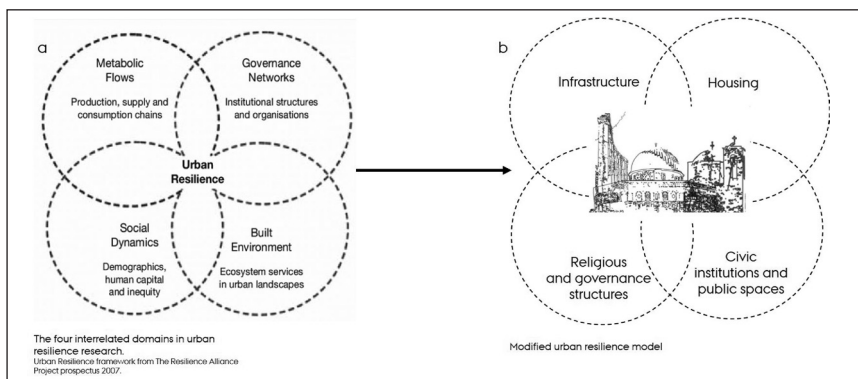 a
Metabolic
Flows
Production, supply and
consumption chains
Governance
Networks
Institutional structures
and organisations
Urban
Resilience
Social
Dynamics
Demographics,
human capital
and inequity
Built
Environment
Ecosystem services
in urban landscapes
The four interrelated domains in urban
resilience research.
Urban Resilience framework from The Resilience Alliance
Project prospectus 2007.
b
Infrastructure
Housing
Religious
and governance
structures
Civic
institutions and
public spaces
Modified urban resilience model